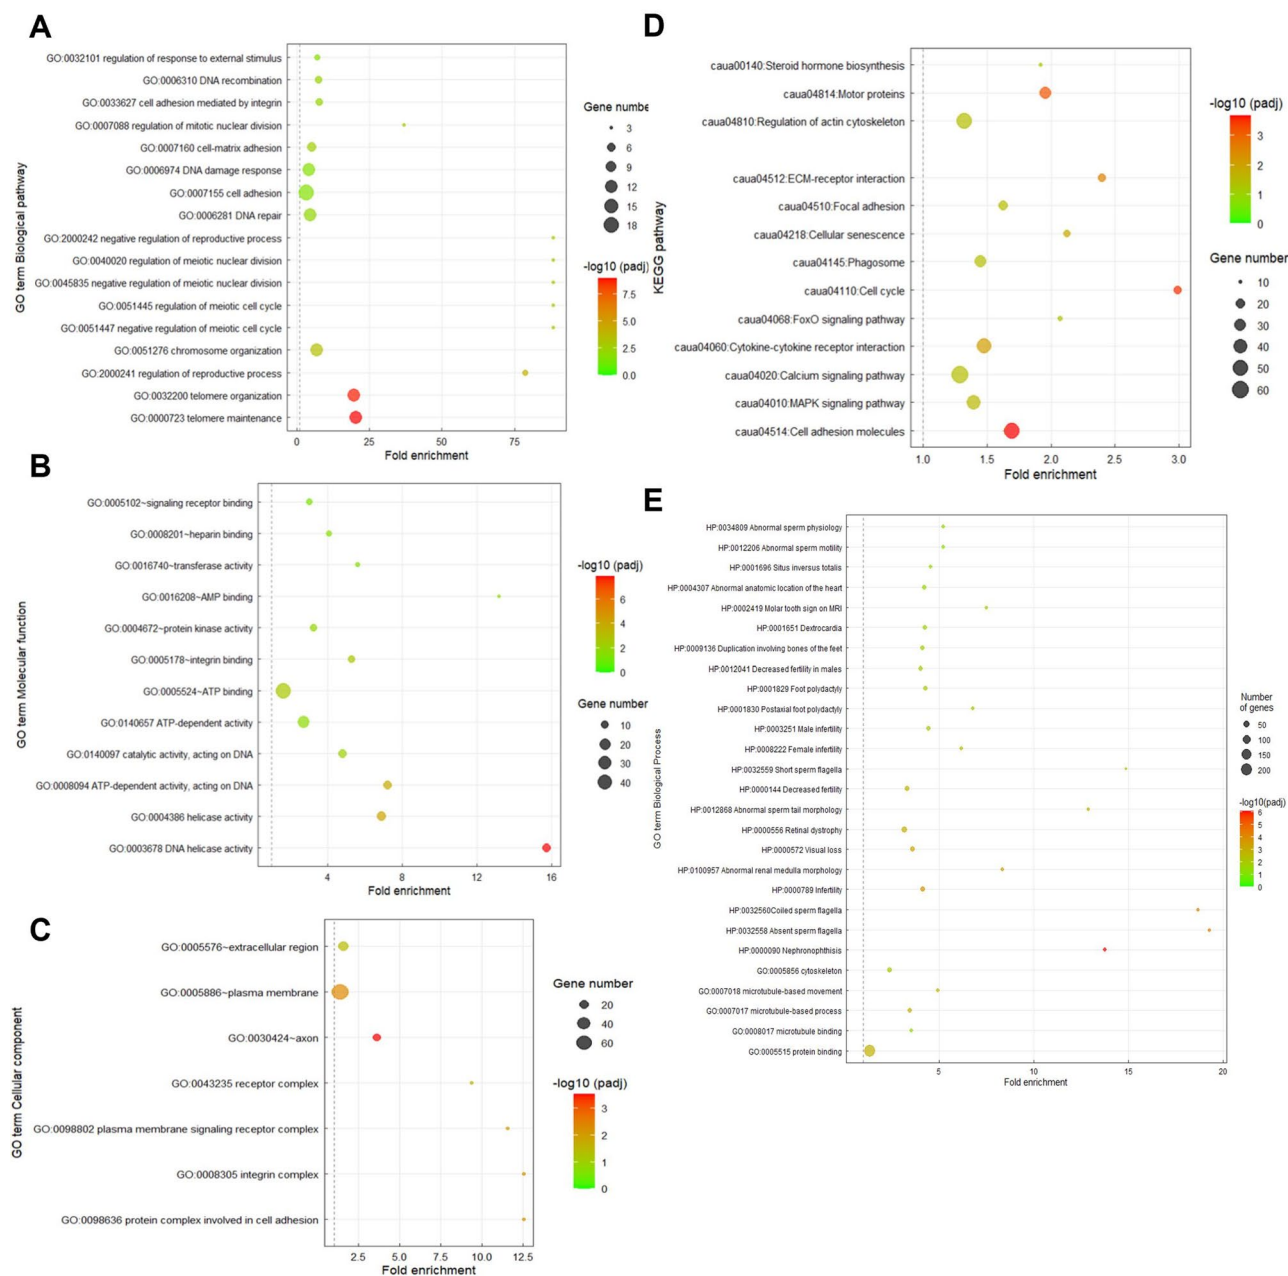 A
GO term Biological pathway
GO:0032101 regulation of response to external stimulus
GO:0006310 DNA recombination
GO:0033627 cell adhesion mediated by integrin
GO:0007088 regulation of mitotic nuclear division
GO:0007160 cell-matrix adhesion
GO:0006974 DNA damage response
GO:0007155 cell adhesion
GO:0006281 DNA repair
GO:2000242 negative regulation of reproductive process
GO:0040020 regulation of meiotic nuclear division
GO:0045835 negative regulation of meiotic nuclear division
GO:0051445 regulation of meiotic cell cycle
GO:0051447 negative regulation of meiotic cell cycle
GO:0051276 chromosome organization
GO:2000241 regulation of reproductive process
GO:0032200 telomere organization
GO:0000723 telomere maintenance
0 25 50 75
Fold enrichment
Gene numbe
3
6
9
12
15
18
-log10 (padj)
7.5
5.0
2.5
0.0
B
GO term Molecular function
GO:0005102~signaling receptor binding
GO:0008201~heparin binding
GO:0016740~transferase activity
GO:0016208~AMP binding
GO:0004672~protein kinase activity
GO:0005178~integrin binding
GO:0005524~ATP binding
GO:0140657 ATP-dependent activity
GO:0140097 catalytic activity, acting on DNA
GO:0008094 ATP-dependent activity, acting on DNA
GO:0004386 helicase activity
GO:0003678 DNA helicase activity
4 8 12 16
Fold enrichment
-log10 (padj)
6
4
2
0
Gene number
10
20
30
40
C
GO term Cellular component
GO:0005576~extracellular region
GO:0005886~plasma membrane
GO:0030424~axon
GO:0043235 receptor complex
GO:0098802 plasma membrane signaling receptor complex
GO:0008305 integrin complex
GO:0098636 protein complex involved in cell adhesion
2.5 5.0 7.5 10.0 12.5
Fold enrichment
Gene number
20
40
60
-log10 (padj)
3
2
1
0
D
KEGG pathway
caua00140:Steroid hormone biosynthesis
caua04814:Motor proteins
caua04810:Regulation of actin cytoskeleton
caua04512:ECM-receptor interaction
caua04510:Focal adhesion
caua04218:Cellular senescence
caua04145:Phagosome
caua04110:Cell cycle
caua04068:FoxO signaling pathway
caua04060:Cytokine-cytokine receptor interaction
caua04020:Calcium signaling pathway
caua04010:MAPK signaling pathway
caua04514:Cell adhesion molecules
1.0 1.5 2.0 2.5 3.0
Fold enrichment
-log10 (padj)
3
2
1
0
Gene number
10
20
30
40
50
60
E
GO term Biological Process
HP:0034809 Abnormal sperm physiology
HP:0012206 Abnormal sperm motility
HP:0001696 Situs inversus totalis
HP:0004307 Abnormal anatomic location of the heart
HP:0002419 Molar tooth sign on MRI
HP:0001651 Dextrocardia
HP:0009136 Duplication involving bones of the feet
HP:0012041 Decreased fertility in males
HP:0001829 Foot polydactyly
HP:0001830 Postaxial foot polydactyly
HP:0003251 Male infertility
HP:0008222 Female infertility
HP:0032559 Short sperm flagella
HP:0000144 Decreased fertility
HP:0012868 Abnormal sperm tail morphology
HP:0000556 Retinal dystrophy
HP:0000572 Visual loss
HP:0100957 Abnormal renal medulla morphology
HP:0000789 Infertility
HP:0032560Coiled sperm flagella
HP:0032558 Absent sperm flagella
HP:0000090 Nephronophthisis
GO:0005856 cytoskeleton
GO:0007018 microtubule-based movement
GO:0007017 microtubule-based process
GO:0008017 microtubule binding
GO:0005515 protein binding
5 10 15 20
Fold enrichment
Number
of genes
50
100
150
200
-log10(padj)
6
5
4
3
2
1
0